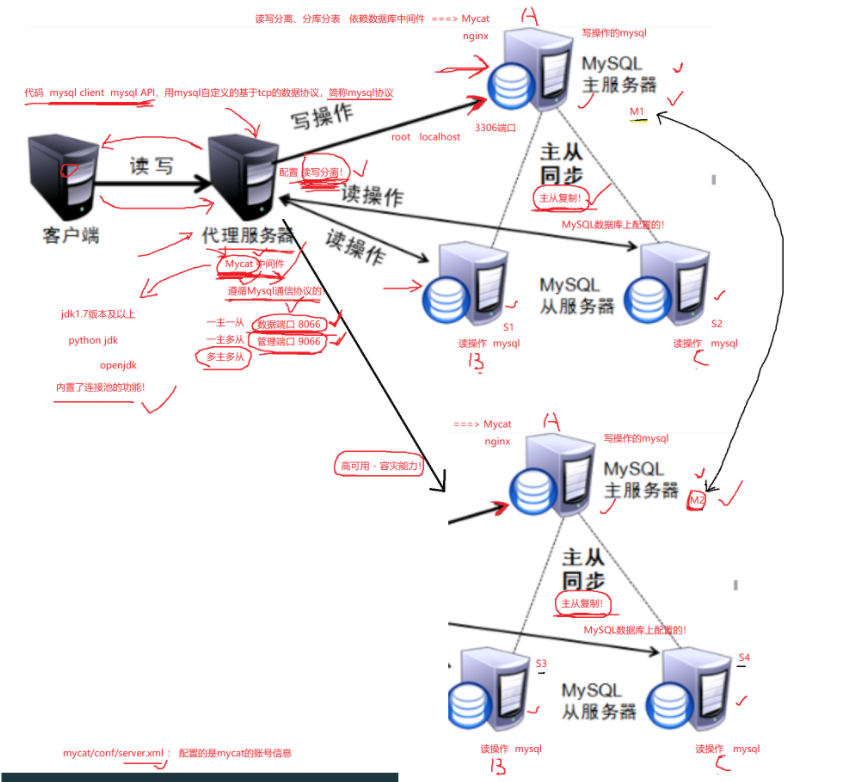 读写分离、分库分表 依赖数据库中间件 ===> Mycat
nginx
A
写操作的mysql
MySQL
主服务器
代码 mysql client mysql API，用mysql自定义的基于tcp的数据协议，简称mysql协议
M1
写操作
root localhost
3306端口
读 写
配置 读写分离!
主从
同步
读操作
主从复制!
MySQL数据库上配置的!
客户端
代理服务器
读操作
Mycat 中间件
MySQL
从服务器
遵循Mysql通信协议的!
jdk1.7版本及以上
一主一从
数据端口 8066
S1
S2
python jdk
一主多从
管理端口 9066
读操作 mysql
读操作 mysql
openjdk
多主多从
B
C
内置了连接池的功能!
===> Mycat
nginx
A
写操作的mysql
高可用 - 容灾能力!
MySQL
主服务器
M2
主从
同步
主从复制!
MySQL数据库上配置的!
S3
S4
MySQL
从服务器
读操作 mysql
读操作 mysql
mycat/conf/server.xml ： 配置的是mycat的账号信息
B
C